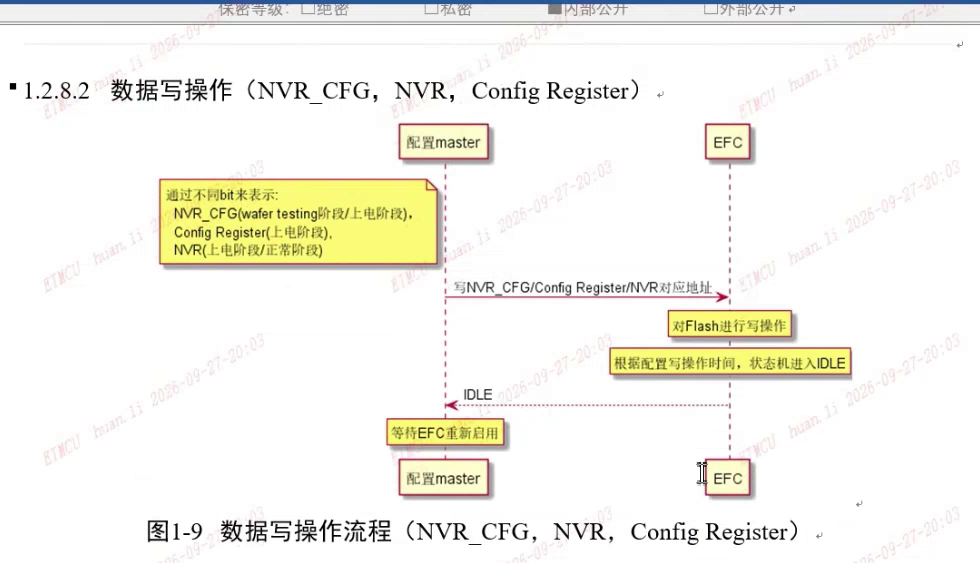 保密等级：□绝密 □私密 ■内部公开 □外部公开
1.2.8.2 数据写操作（NVR_CFG，NVR，Config Register）
配置master EFC
通过不同bit来表示:
NVR_CFG(wafer testing阶段/上电阶段),
Config Register(上电阶段),
NVR(上电阶段/正常阶段)
写NVR_CFG/Config Register/NVR对应地址
对Flash进行写操作
根据配置写操作时间，状态机进入IDLE
IDLE
等待EFC重新启用
配置master EFC
图1-9 数据写操作流程（NVR_CFG，NVR，Config Register）
ETMCU huan.li 2026-09-27-20:03